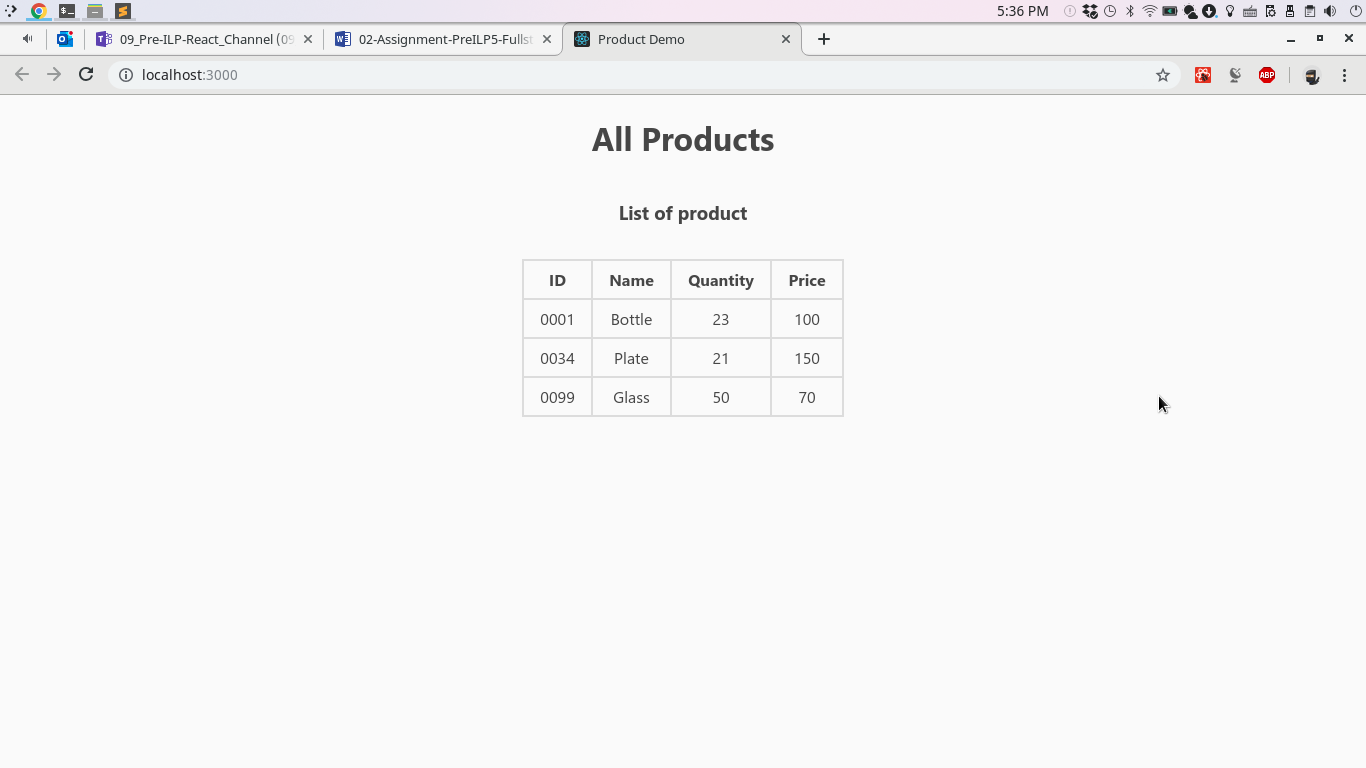 5:36 PM
09_Pre-ILP-React_Channel (09
02-Assignment-PreILP5-Fullst
Product Demo
localhost:3000
ABP
All Products
List of product
ID Name Quantity Price
0001 Bottle 23 100
0034 Plate 21 150
0099 Glass 50 70